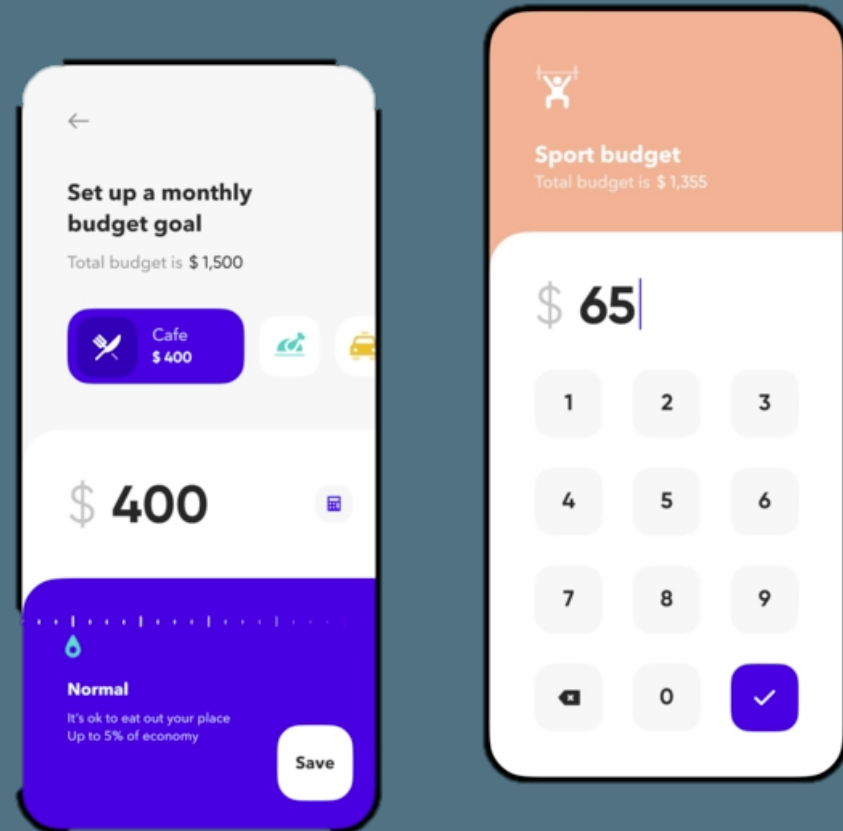 Set up a monthly
budget goal
Total budget is $ 1,500
Cafe
$ 400
$ 400
Normal
It's ok to eat out your place
Up to 5% of economy
Save
Sport budget
Total budget is $ 1,355
$ 65
1 2 3
4 5 6
7 8 9
0